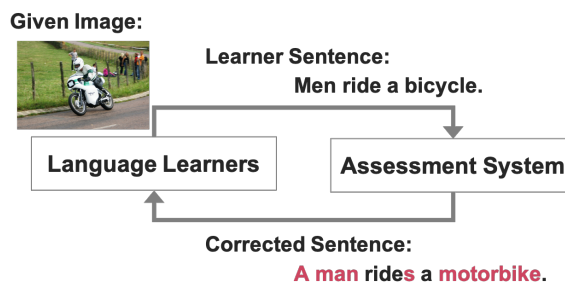 Given Image:
Learner Sentence:
Men ride a bicycle.
Language Learners
Assessment System
Corrected Sentence:
A man rides a motorbike.